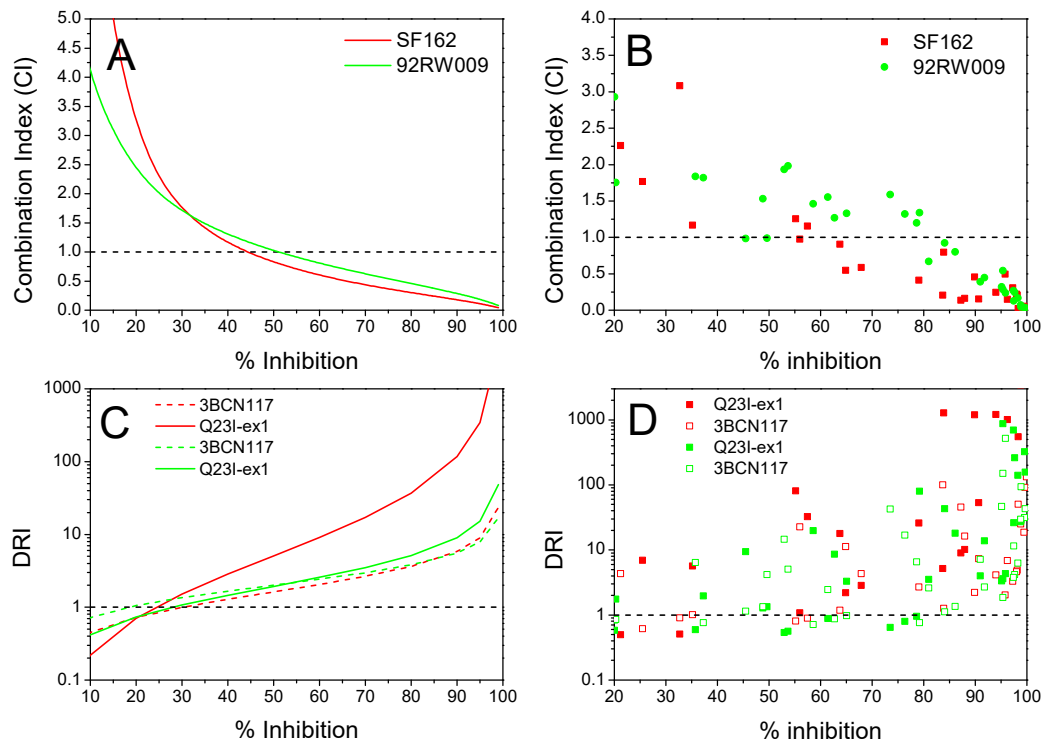 A
SF162
92RW009
Combination Index (CI)
5.0
4.5
4.0
3.5
3.0
2.5
2.0
1.5
1.0
0.5
0.0
10 20 30 40 50 60 70 80 90 100
% Inhibition
B
SF162
92RW009
Combination Index (CI)
4.0
3.5
3.0
2.5
2.0
1.5
1.0
0.5
0.0
20 30 40 50 60 70 80 90 100
% inhibition
C
3BCN117
Q23I-ex1
3BCN117
Q23I-ex1
DRI
1000
100
10
1
0.1
10 20 30 40 50 60 70 80 90 100
% Inhibition
D
Q23I-ex1
3BCN117
Q23I-ex1
3BCN117
DRI
1000
100
10
1
0.1
20 30 40 50 60 70 80 90 100
% inhibition